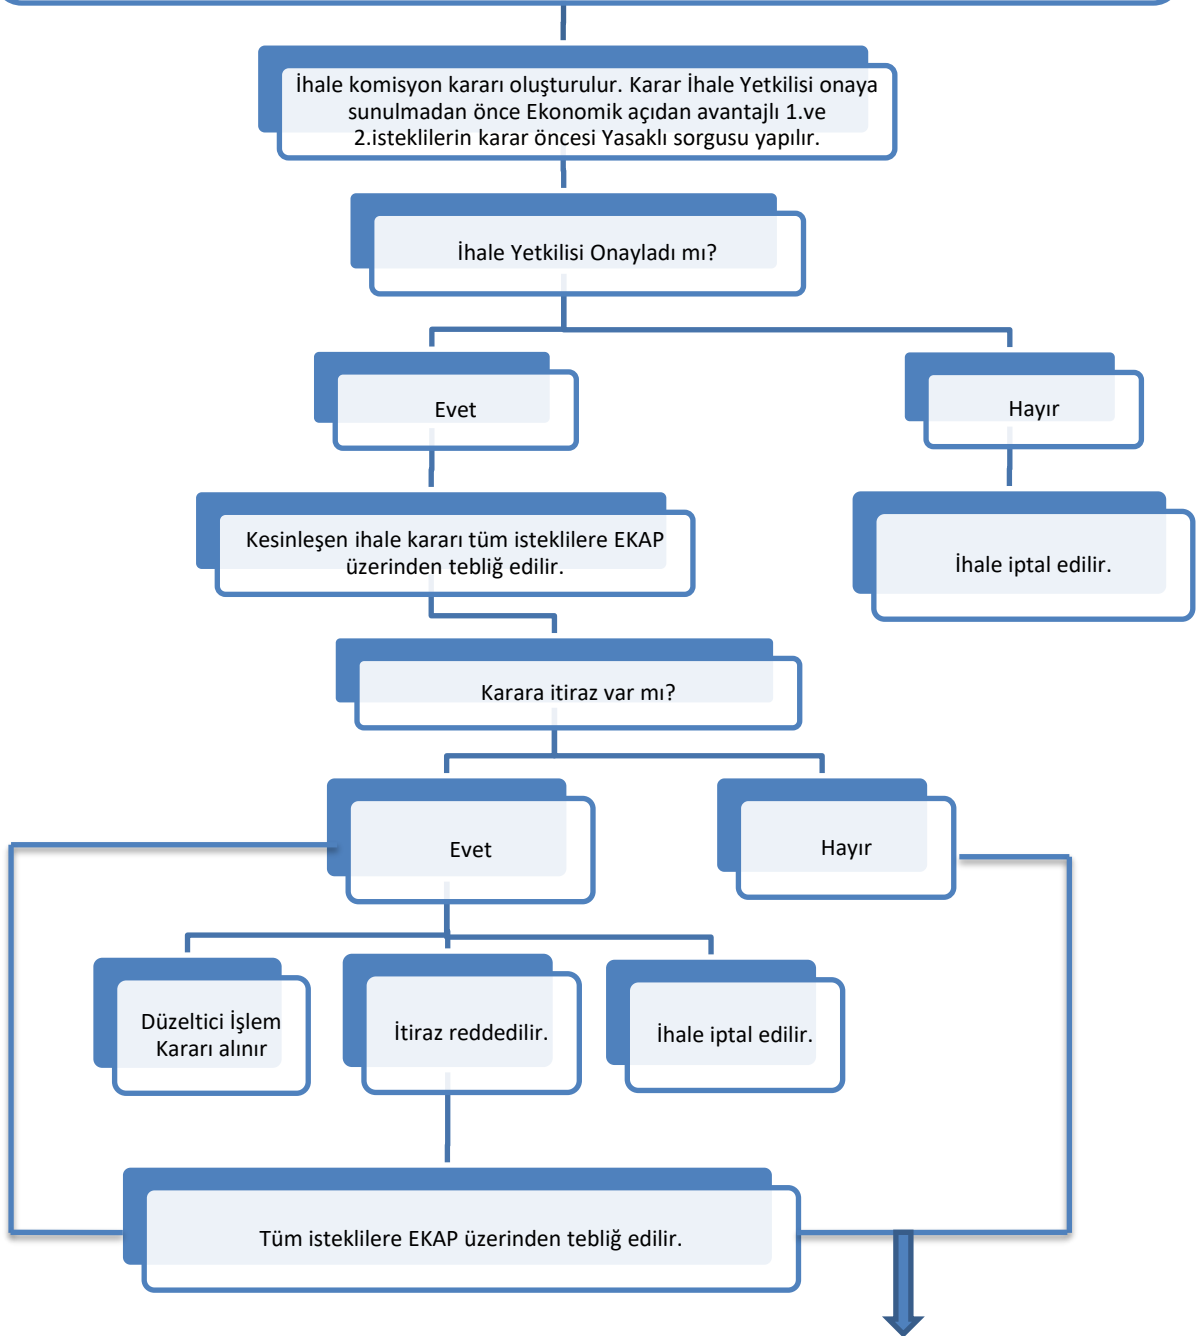 İhale komisyon kararı oluşturulur. Karar İhale Yetkilisi onaya
sunulmadan önce Ekonomik açıdan avantajlı 1.ve
2.isteklilerin karar öncesi Yasaklı sorgusu yapılır.
İhale Yetkilisi Onayladı mı?
Evet
Hayır
Kesinleşen ihale kararı tüm isteklilere EKAP
üzerinden tebliğ edilir.
İhale iptal edilir.
Karara itiraz var mı?
Evet
Hayır
Düzeltici İşlem
Kararı alınır
İtiraz reddedilir.
İhale iptal edilir.
Tüm isteklilere EKAP üzerinden tebliğ edilir.